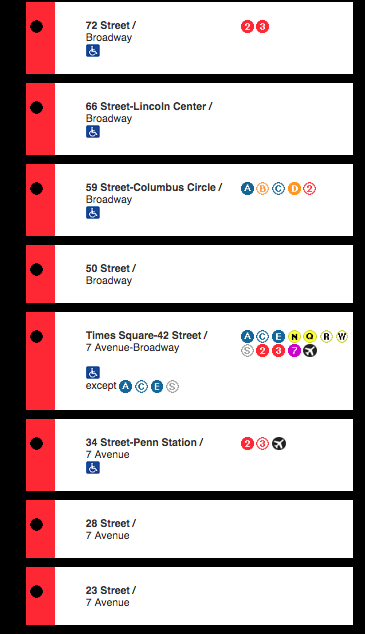 72 Street / 2 3
Broadway
66 Street-Lincoln Center /
Broadway
59 Street-Columbus Circle / A B C D 2
Broadway
50 Street /
Broadway
Times Square-42 Street / A C E N Q R W
7 Avenue-Broadway S 2 3 7
except A C E S
34 Street-Penn Station / 2 3
7 Avenue
28 Street /
7 Avenue
23 Street /
7 Avenue